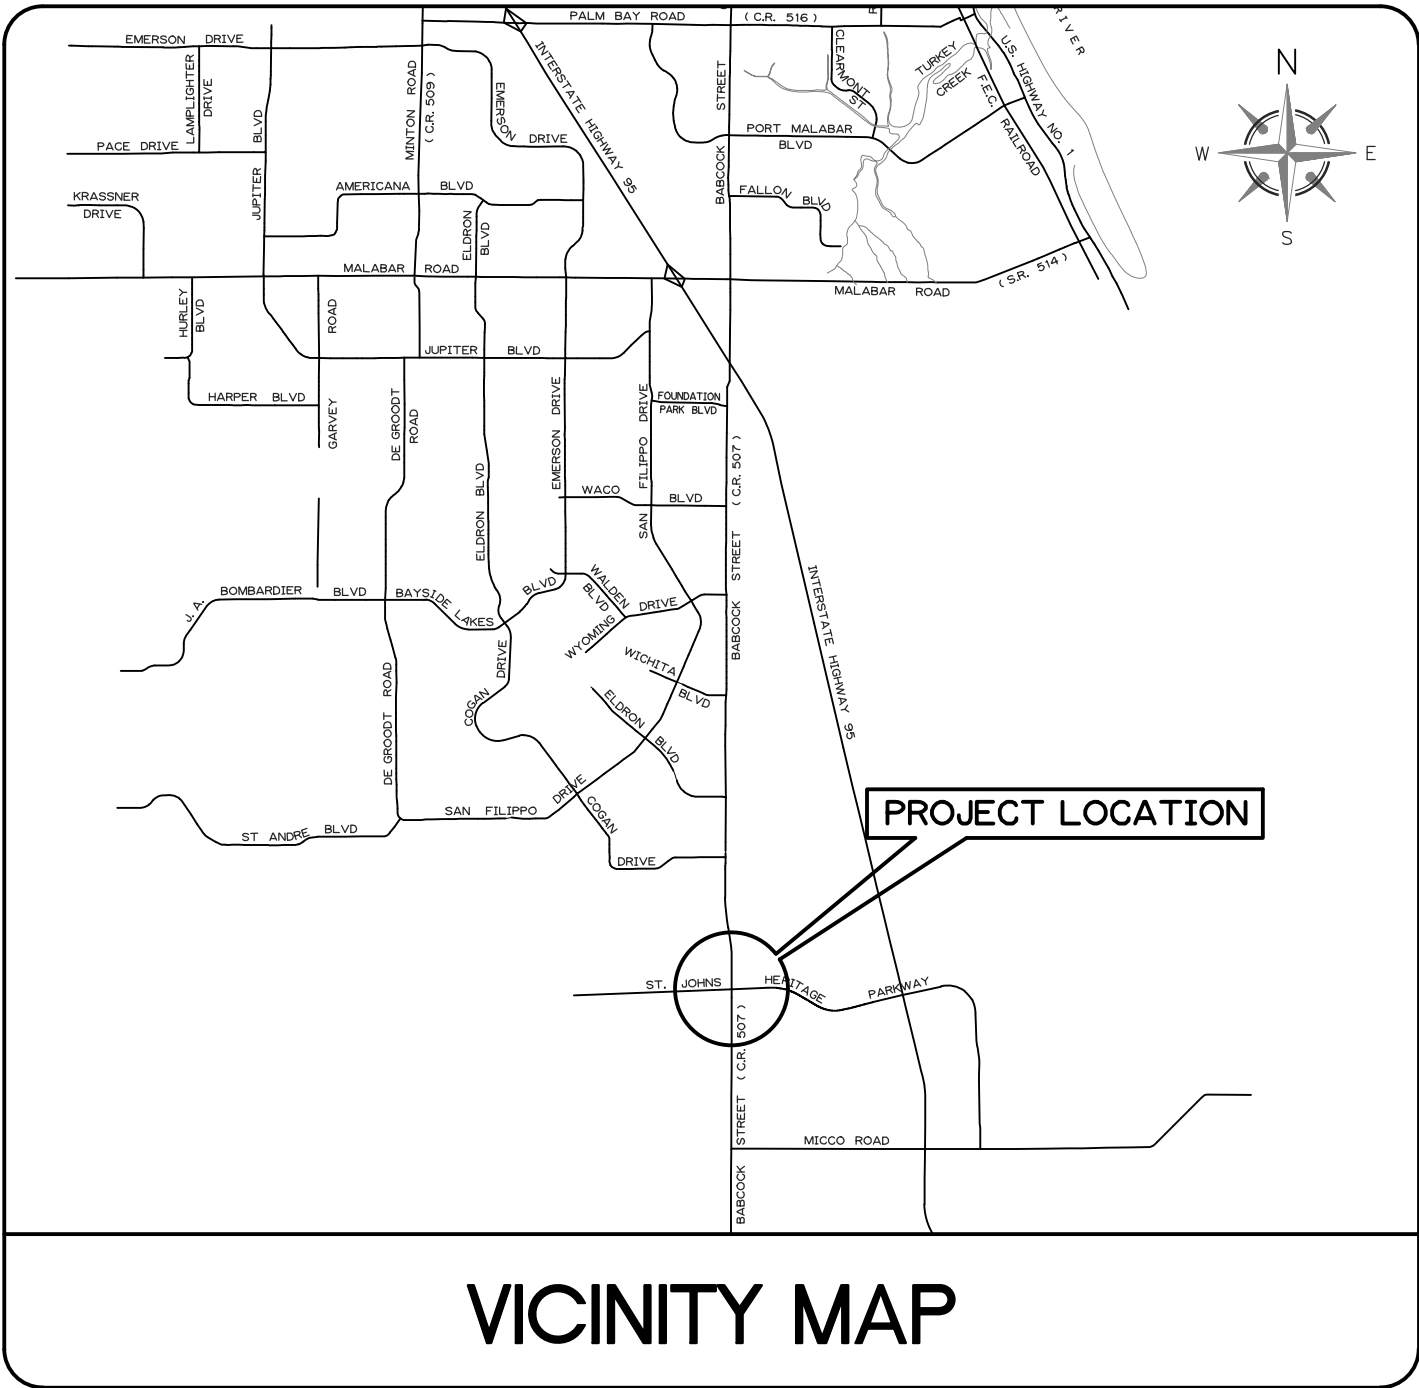 PALM BAY ROAD ( C.R. 516 )
R
RIVER
EMERSON DRIVE
LAMPLIGHTER
DRIVE
JUPITER BLVD
MINTON ROAD
( C.R. 509 )
EMERSON DRIVE
INTERSTATE HIGHWAY 95
BABCOCK STREET
CLEARMONT
ST
TURKEY
CREEK
U.S. HIGHWAY NO. 1
F.E.C. RAILROAD
N
W
E
S
PACE DRIVE
PORT MALABAR
BLVD
KRASSNER
DRIVE
AMERICANA BLVD
ELDRON
BLVD
FALLON BLVD
MALABAR ROAD
MALABAR ROAD
( S.R. 514 )
HURLEY
BLVD
GARVEY ROAD
JUPITER BLVD
HARPER BLVD
DE GROODT
ROAD
EMERSON DRIVE
SAN FILIPPO DRIVE
FOUNDATION
PARK BLVD
ELDRON BLVD
WACO BLVD
BABCOCK STREET ( C.R. 507 )
INTERSTATE HIGHWAY 95
J. A. BOMBARDIER BLVD
BAYSIDE LAKES BLVD
WALDEN
BLVD
DRIVE
WYOMING
WICHITA BLVD
COGAN DRIVE
ELDRON BLVD
DE GROODT ROAD
SAN FILIPPO DRIVE
COGAN DRIVE
ST ANDRE BLVD
PROJECT LOCATION
ST. JOHNS HERITAGE PARKWAY
BABCOCK STREET ( C.R. 507 )
MICCO ROAD
VICINITY MAP